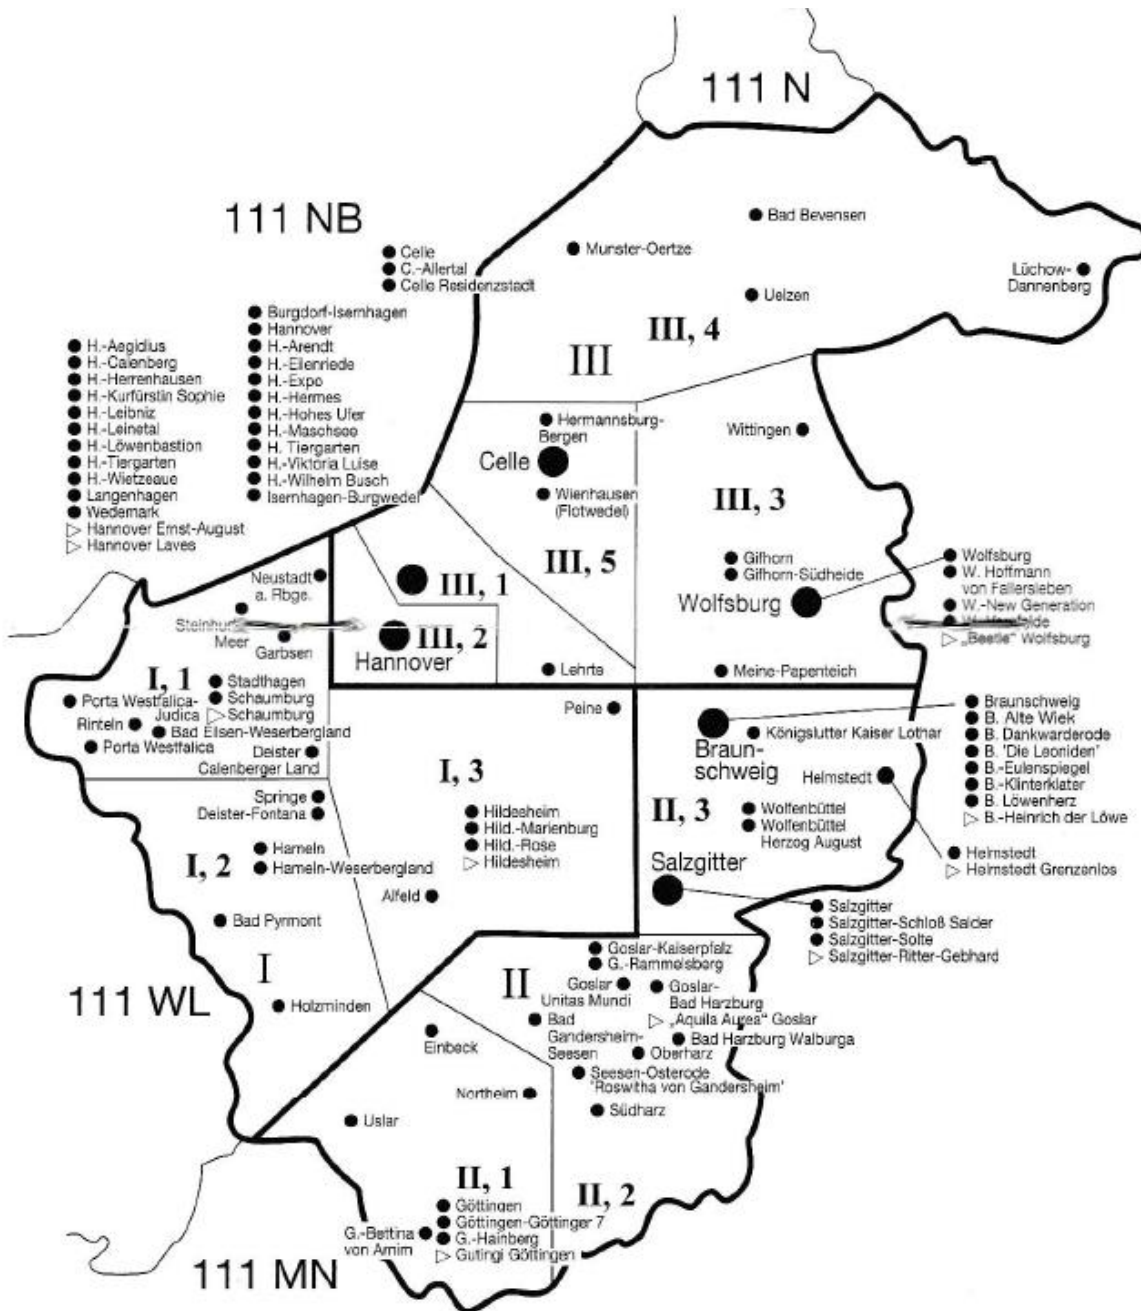 111 N
111 NB
Celle
C.-Allertal
Celle Residenzstadt
Burgdorf-Isernhagen
Hannover
H.-Arendt
H.-Eilenriede
H.-Expo
H.-Hermes
H.-Hohes Ufer
H.-Maschsee
H. Tiergarten
H.-Viktoria Luise
H.-Wilhelm Busch
Isernhagen-Burgwedel
H.-Aegidius
H.-Calenberg
H.-Herrenhausen
H.-Kurfürstin Sophie
H.-Leibniz
H.-Leinetal
H.-Löwenbastion
H.-Tiergarten
H.-Wietzeaue
Langenhagen
Wedemark
Hannover Ernst-August
Hannover Laves
Bad Bevensen
Munster-Oertze
Uelzen
Lüchow-
Dannenberg
III, 4
III
Hermannsburg-
Bergen
Celle
Wienhausen
(Flotwedel)
III, 5
Wittingen
III, 3
Gifhorn
Gifhorn-Südheide
Wolfsburg
Meine-Papenteich
Wolfsburg
W. Hoffmann
von Fallersleben
W.-New Generation
„Beetle“ Wolfsburg
III, 1
III, 2
Hannover
Lehrte
Neustadt
a. Rbge.
Meer
Garbsen
I, 1
Stadthagen
Schaumburg
Schaumburg
Porta Westfalica-
Judica
Rinteln
Bad Eilsen-Weserbergland
Porta Westfalica
Deister
Calenberger Land
Springe
Deister-Fontana
I, 2
Hameln
Hameln-Weserbergland
Bad Pyrmont
I
Holzminden
111 WL
Peine
I, 3
Hildesheim
Hild.-Marienburg
Hild.-Rose
Hildesheim
Alfeld
Braun-
schweig
Königslutter Kaiser Lothar
Helmstedt
II, 3
Wolfenbüttel
Wolfenbüttel
Herzog August
Salzgitter
Braunschweig
B. Alte Wiek
B. Dankwarderode
B. 'Die Leoniden'
B.-Eulenspiegel
B.-Klinterklater
B. Löwenherz
B.-Heinrich der Löwe
Helmstedt
Helmstedt Grenzenlos
Salzgitter
Salzgitter-Schloß Salder
Salzgitter-Solte
Salzgitter-Ritter-Gebhard
II
Goslar-Kaiserpfalz
G.-Rammelsberg
Goslar
Unitas Mundi
Goslar-
Bad Harzburg
„Aquila Aurea“ Goslar
Bad
Gandersheim-
Seesen
Bad Harzburg Walburga
Oberharz
Seesen-Osterode
'Roswitha von Gandersheim'
Südharz
Einbeck
Northeim
Uslar
II, 1
II, 2
Göttingen
Göttingen-Göttinger 7
G.-Hainberg
Gutingi Göttingen
G.-Bettina
von Arnim
111 MN